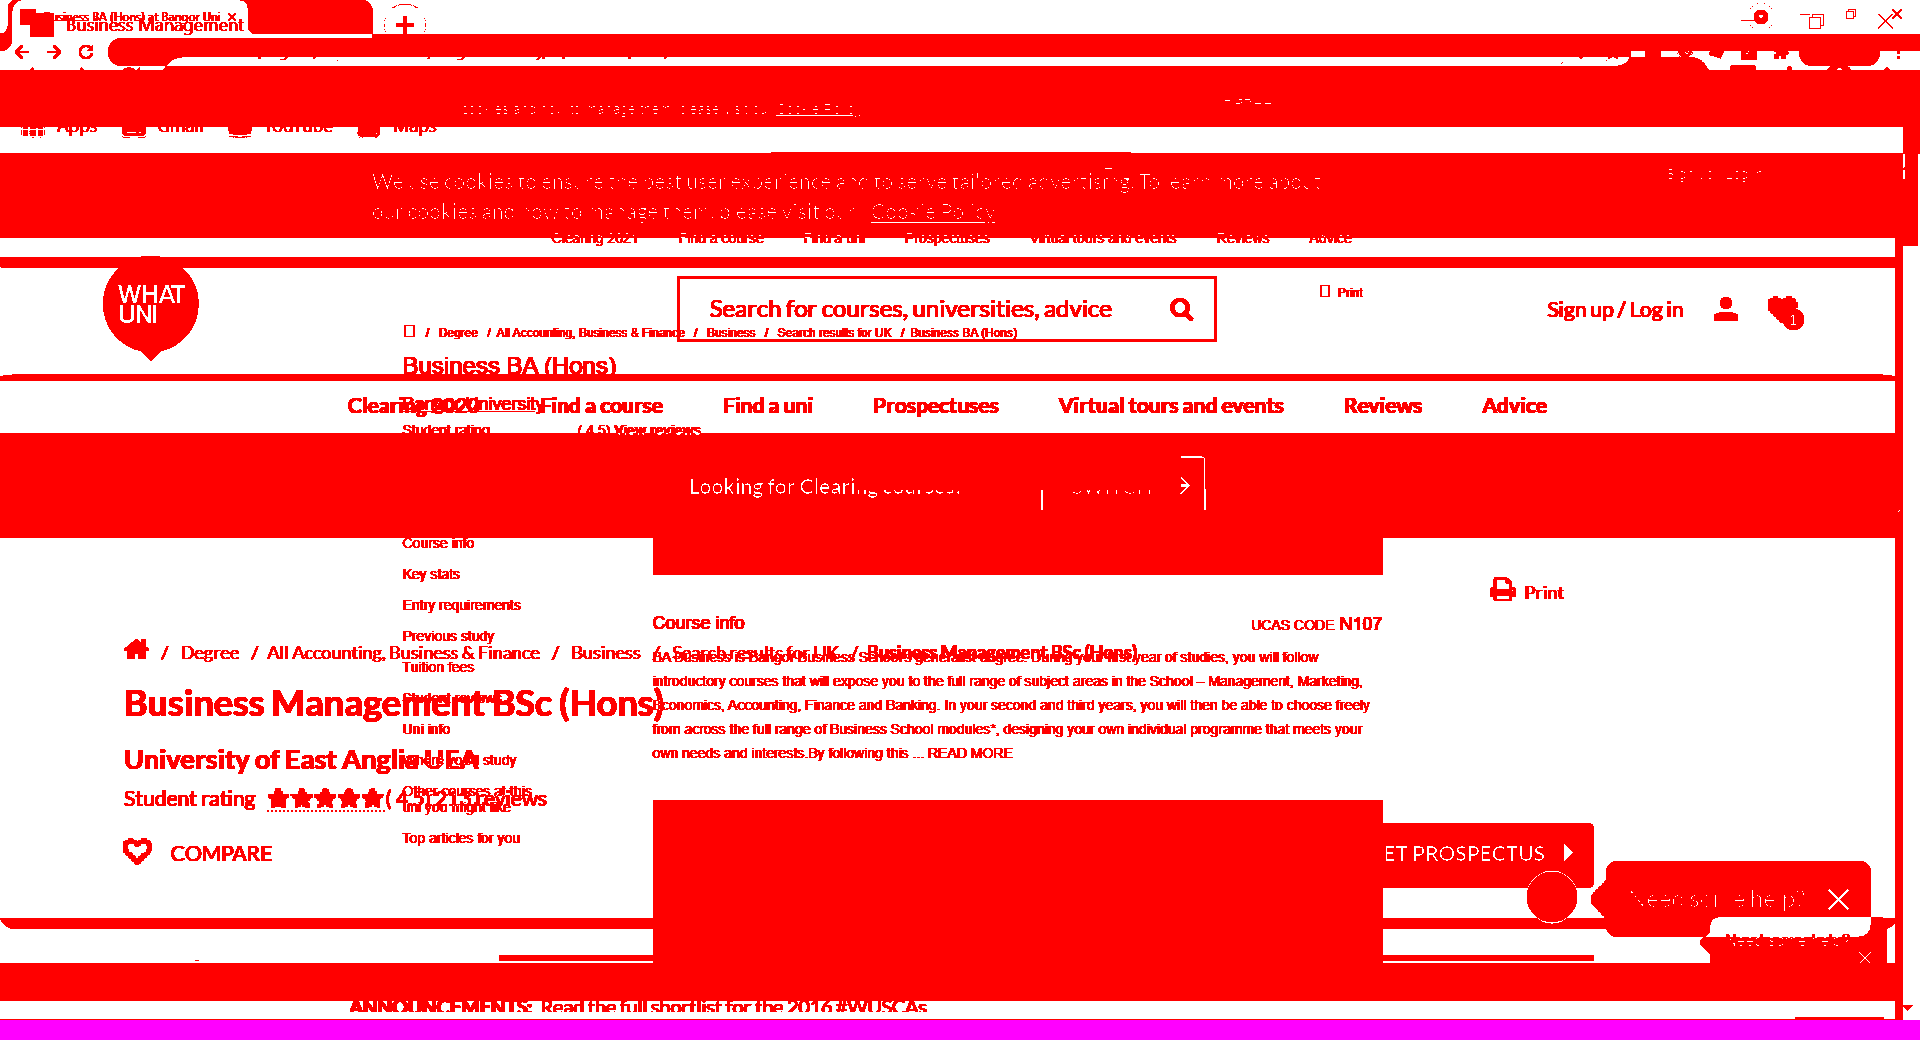 Business BA (Hons) at Bangor Uni ×
Business Management
Cookie Policy
Apps Gmail YouTube Maps
We use cookies to ensure the best user experience and to serve tailored advertising. To learn more about
our cookies and how to manage them please visit our Cookie Policy
Clearing 2021 Find a course Find a uni Prospectuses Virtual tours and events Reviews Advice
WHAT
UNI
Search for courses, universities, advice
Print
Sign up / Log in
1
/ Degree / All Accounting, Business & Finance / Business / Search results for UK / Business BA (Hons)
Business BA (Hons)
Clearing 2020 Find a course Find a uni Prospectuses Virtual tours and events Reviews Advice
University
Student rating ( 4.5) View reviews
Looking for Clearing courses?
Course info
Key stats
Entry requirements
Previous study
Tuition fees
Student reviews
Uni info
study
Other courses at this
uni you might like
Top articles for you
Print
Course info
UCAS CODE N107
/ Degree / All Accounting, Business & Finance / Business / Search results for UK / Business Management BSc (Hons)
BA Business is Bangor Business School's generalist degree. During your first year of studies, you will follow
introductory courses that will expose you to the full range of subject areas in the School – Management, Marketing,
Economics, Accounting, Finance and Banking. In your second and third years, you will then be able to choose freely
from across the full range of Business School modules*, designing your own individual programme that meets your
own needs and interests.By following this ... READ MORE
Business Management BSc (Hons)
University of East Anglia UEA
Student rating ( 4.5) 213 reviews
COMPARE
ET PROSPECTUS
Need some help?
Need some help?
ANNOUNCEMENTS: Read the full shortlist for the 2016 #WUSCAs